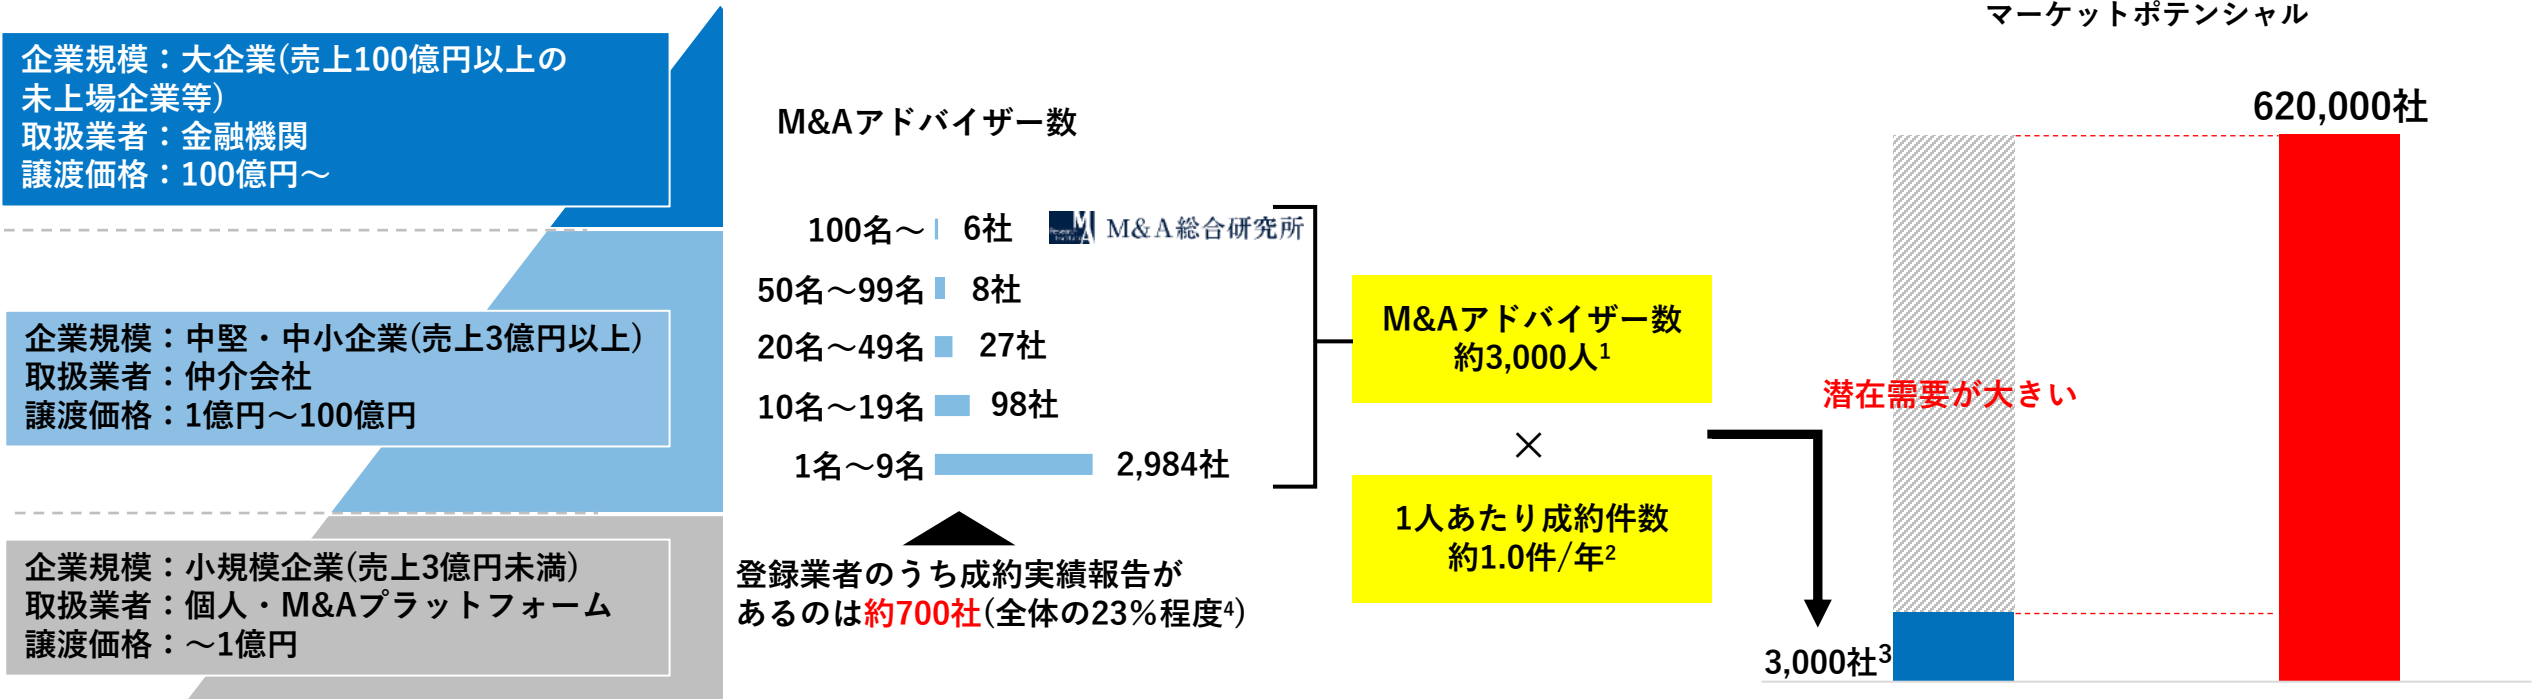 企業規模：大企業(売上100億円以上の
未上場企業等)
取扱業者：金融機関
譲渡価格：100億円～
企業規模：中堅・中小企業(売上3億円以上)
取扱業者：仲介会社
譲渡価格：1億円～100億円
企業規模：小規模企業(売上3億円未満)
取扱業者：個人・M&Aプラットフォーム
譲渡価格：～1億円
M&Aアドバイザー数
100名～ 6社 M&A総合研究所
50名～99名 8社
20名～49名 27社
10名～19名 98社
1名～9名 2,984社
登録業者のうち成約実績報告が
あるのは約700社(全体の23%程度4)
M&Aアドバイザー数
約3,000人1
×
1人あたり成約件数
約1.0件/年2
マーケットポテンシャル
620,000社
潜在需要が大きい
3,000社3